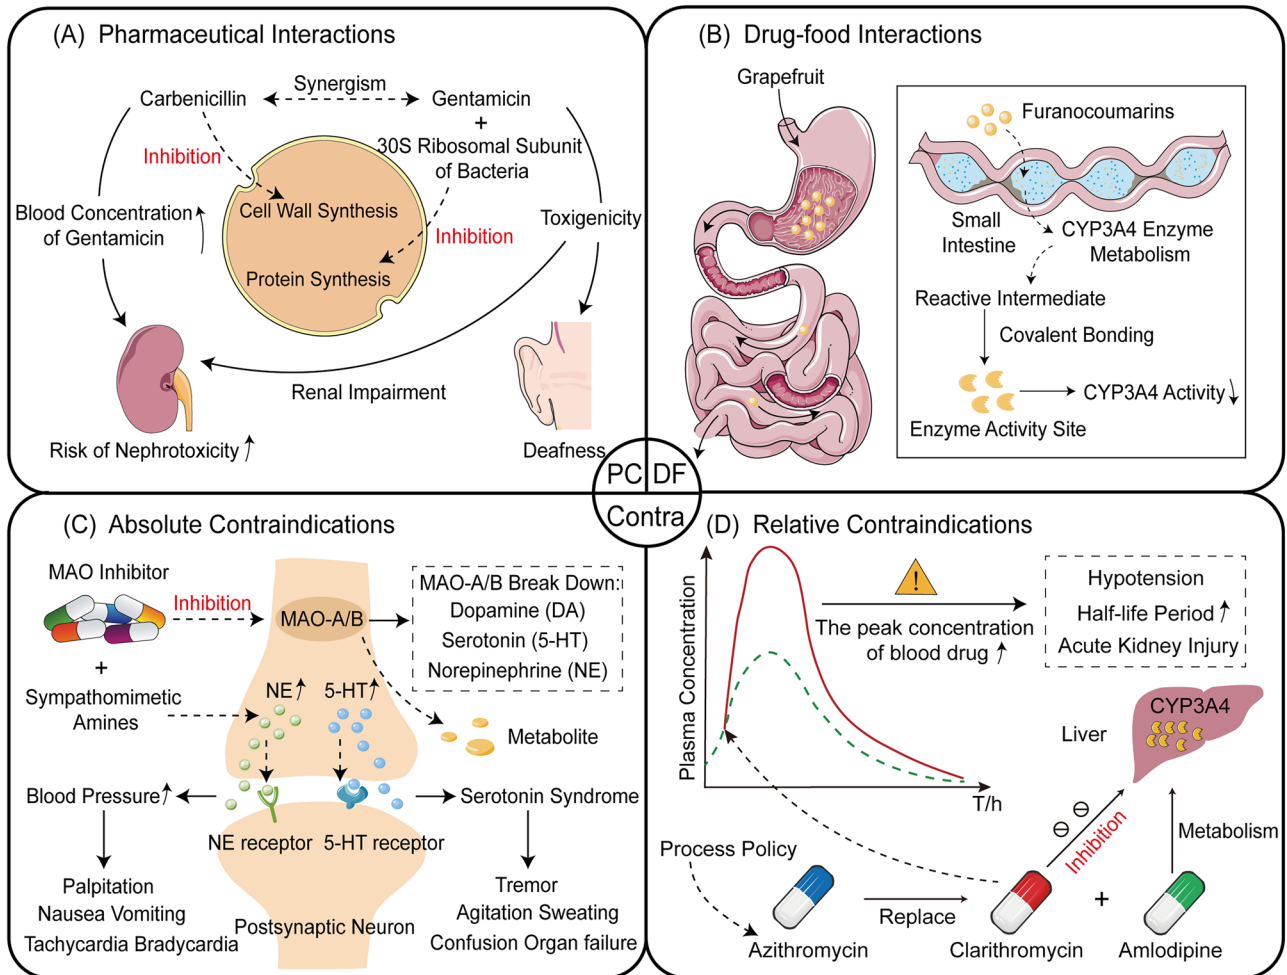 (A) Pharmaceutical Interactions
Synergism
Carbenicillin
Gentamicin
+
Inhibition
30S Ribosomal Subunit
of Bacteria
Cell Wall Synthesis
Blood Concentration
of Gentamicin
Toxigenicity
Inhibition
Protein Synthesis
Renal Impairment
Risk of Nephrotoxicity
Deafness
(B) Drug-food Interactions
Grapefruit
Furanocoumarins
Small
Intestine
CYP3A4 Enzyme
Metabolism
Reactive Intermediate
Covalent Bonding
CYP3A4 Activity
Enzyme Activity Site
PC DF
Contra
(C) Absolute Contraindications
MAO Inhibitor
Inhibition
MAO-A/B
MAO-A/B Break Down:
Dopamine (DA)
Serotonin (5-HT)
Norepinephrine (NE)
+
Sympathomimetic
Amines
NE
5-HT
Metabolite
Blood Pressure
Serotonin Syndrome
NE receptor
5-HT receptor
Palpitation
Nausea Vomiting
Tachycardia Bradycardia
Postsynaptic Neuron
Tremor
Agitation Sweating
Confusion Organ failure
(D) Relative Contraindications
Plasma Concentration
T/h
!
The peak concentration
of blood drug
Hypotension
Half-life Period
Acute Kidney Injury
CYP3A4
Liver
Inhibition
Metabolism
Process Policy
Replace
+
Azithromycin
Clarithromycin
Amlodipine